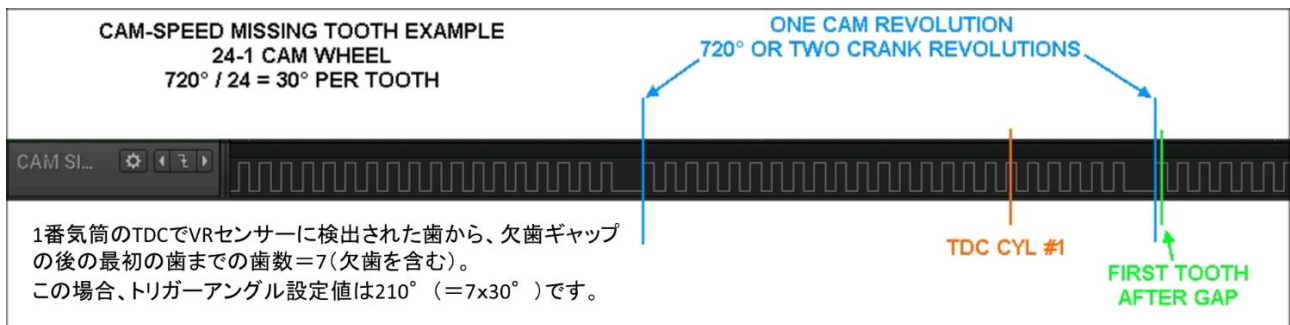 CAM-SPEED MISSING TOOTH EXAMPLE
24-1 CAM WHEEL
720° / 24 = 30° PER TOOTH
ONE CAM REVOLUTION
720° OR TWO CRANK REVOLUTIONS
CAM SI...
1番気筒のTDCでVRセンサーに検出された歯から、欠歯ギャップ
の後の最初の歯までの歯数＝7(欠歯を含む)。
この場合、トリガーアングル設定値は210°（＝7x30°）です。
TDC CYL #1
FIRST TOOTH
AFTER GAP